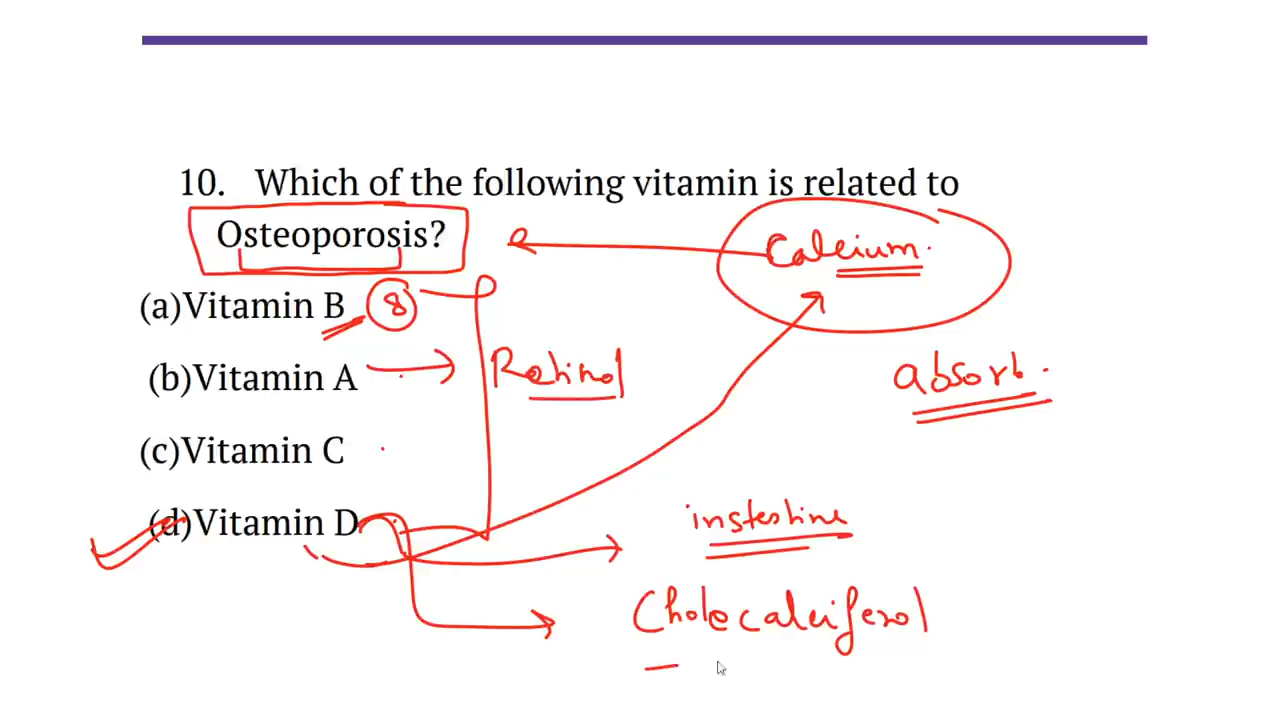 10. Which of the following vitamin is related to
Osteoporosis?
Calcium.
(a)Vitamin B 8
(b)Vitamin A
Retinol
absorb.
(c)Vitamin C
(d)Vitamin D
instestine
Cholecalciferol